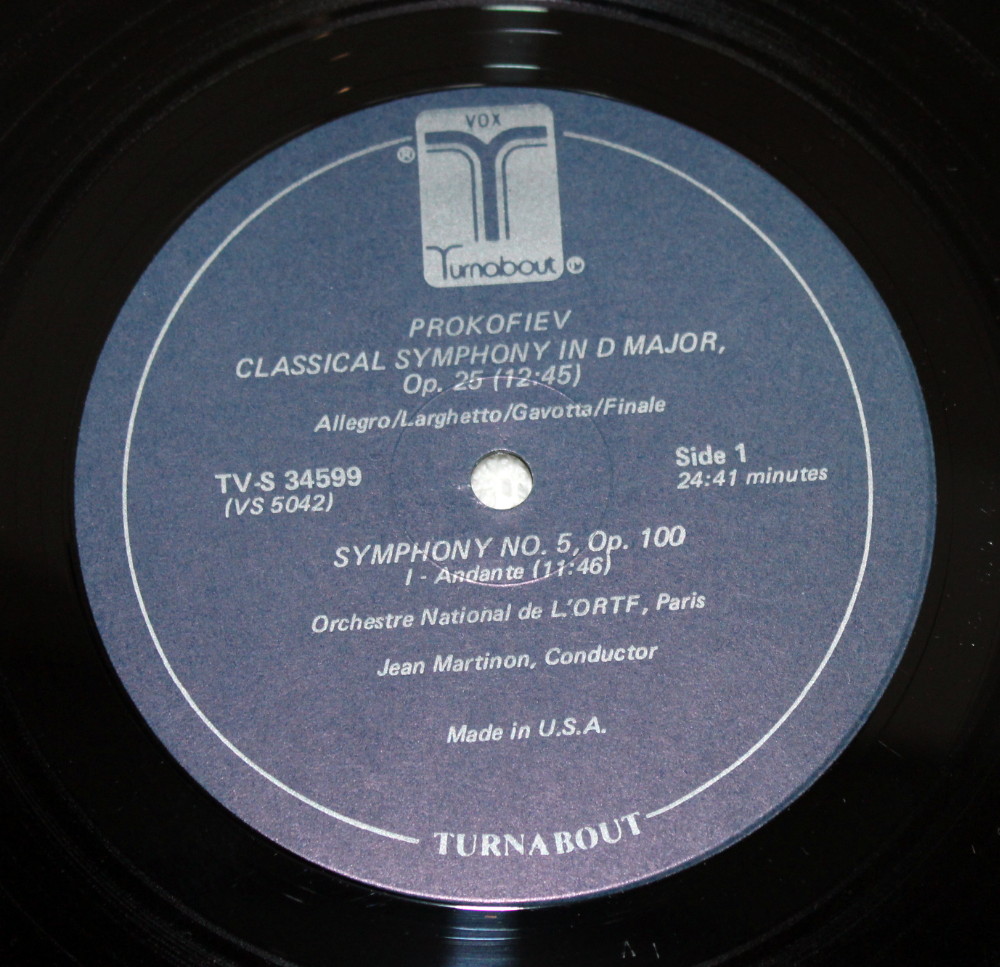 VOX
®
Turnabout TM
PROKOFIEV
CLASSICAL SYMPHONY IN D MAJOR,
Op. 25 (12:45)
Allegro/Larghetto/Gavotta/Finale
TV-S 34599
(VS 5042)
Side 1
24:41 minutes
SYMPHONY NO. 5, Op. 100
I - Andante (11:46)
Orchestre National de L'ORTF, Paris
Jean Martinon, Conductor
Made in U.S.A.
TURNABOUT